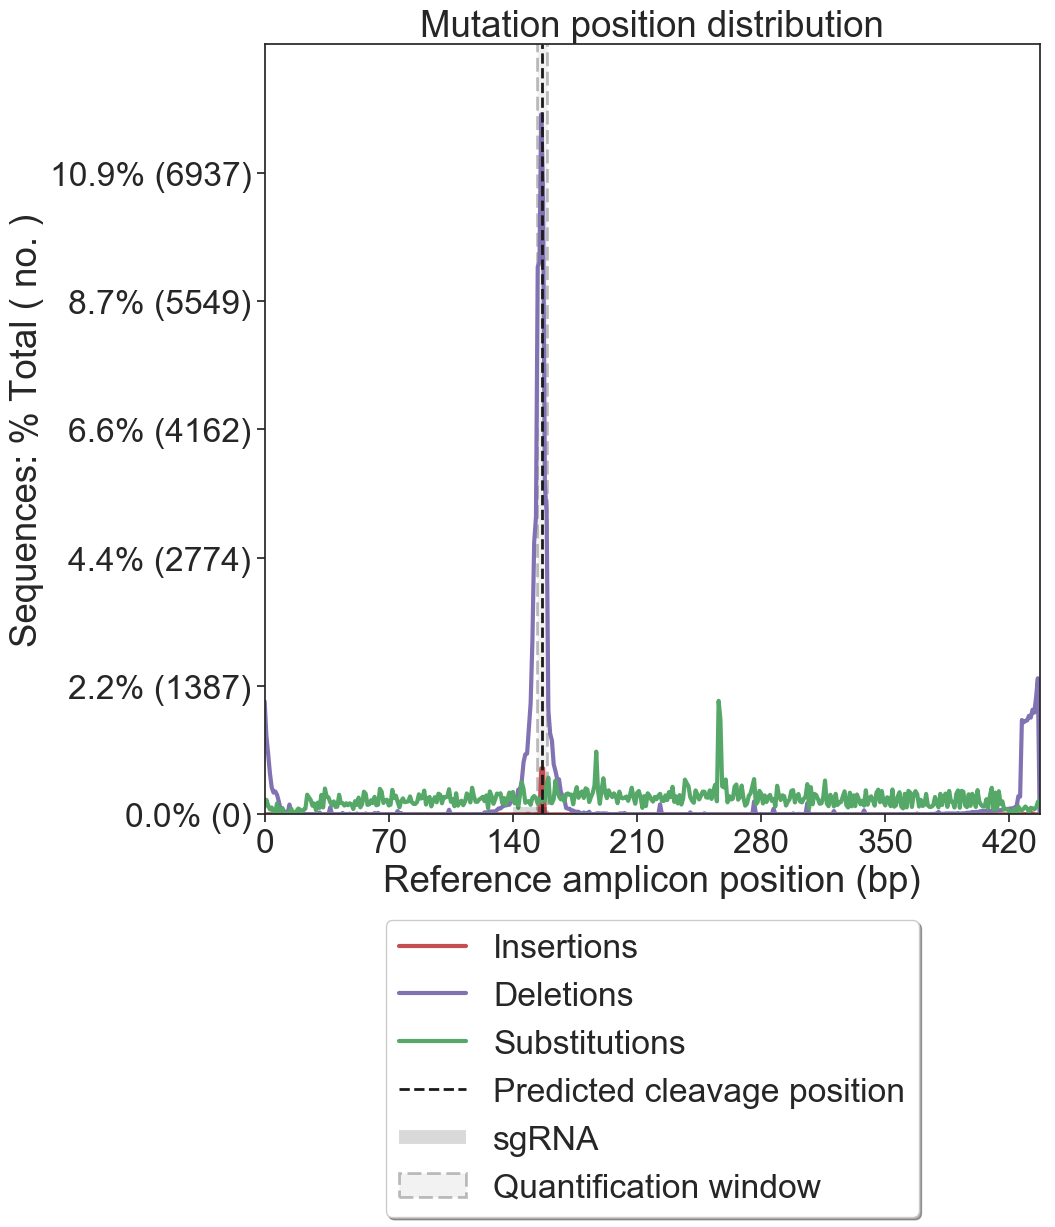 Mutation position distribution
Sequences: % Total ( no. )
10.9% (6937)
8.7% (5549)
6.6% (4162)
4.4% (2774)
2.2% (1387)
0.0% (0)
0 70 140 210 280 350 420
Reference amplicon position (bp)
Insertions
Deletions
Substitutions
Predicted cleavage position
sgRNA
Quantification window